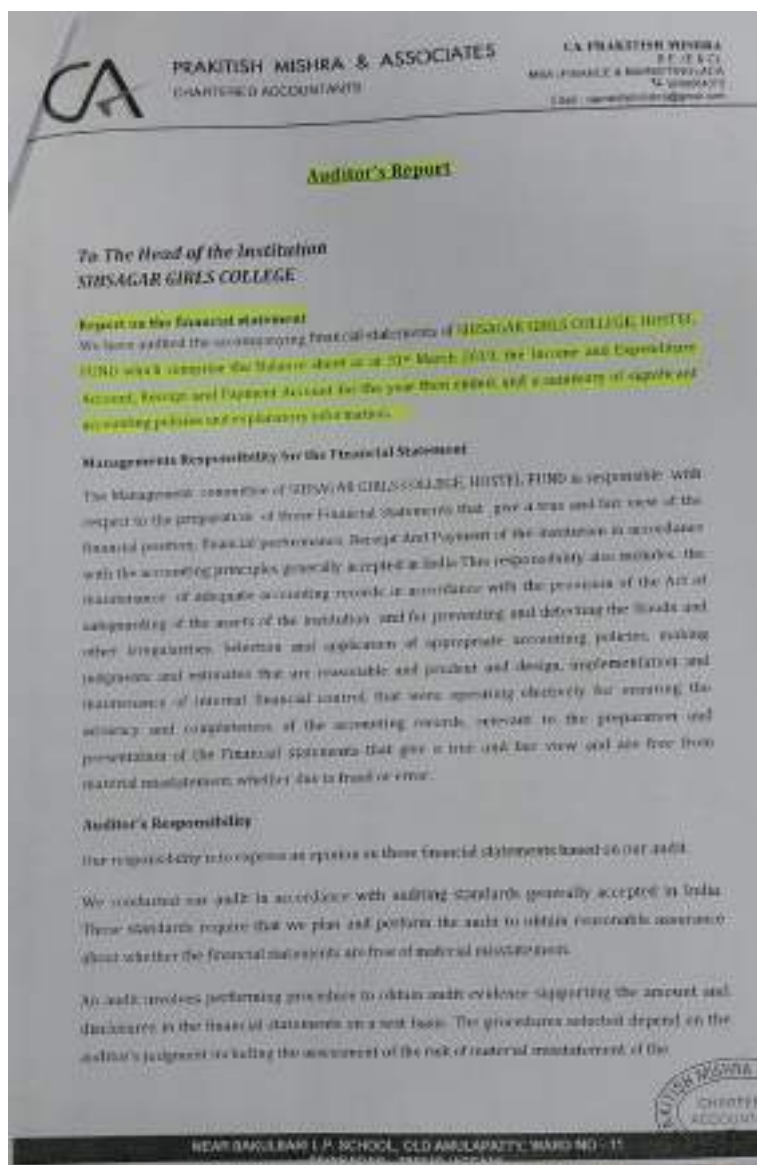 CA
PRAKITISH MISHRA & ASSOCIATES
CHARTERED ACCOUNTANTS
CA PRAKITISH MISHRA
Auditor's Report
To The Head of the Institution
SIBSAGAR GIRLS COLLEGE
Report on the financial statement
We have audited the accompanying financial statements of SIBSAGAR GIRLS COLLEGE, HOSTEL
FUND which comprise the Balance sheet as at 31st March the Income and Expenditure
Account, Receipt and Payment Account for the year then ended, and a summary of significant
accounting policies and explanatory information.
Managements Responsibility for the Financial Statement
The Management committee of SIBSAGAR GIRLS COLLEGE, HOSTEL FUND is responsible with
respect to the preparation of these Financial Statements that give a true and fair view of the
financial position, financial performance, Receipt And Payment of the institution in accordance
with the accounting principles generally accepted in India This responsibility also includes the
maintenance of adequate accounting records in accordance with the provision of the Act of
safeguarding of the assets of the institution and for preventing and detecting the frauds and
other irregularities. Selection and application of appropriate accounting policies, making
judgments and estimates that are reasonable and prudent and design, implementation and
maintenance of internal financial control, that were operating effectively for ensuring the
accuracy and completeness of the accounting records, relevant to the preparation and
presentation of the Financial Statements that give a true and fair view and are free from
material misstatement, whether due to fraud or error.
Auditor's Responsibility
Our responsibility is to express an opinion on these financial statements based on our audit.
We conducted our audit in accordance with auditing standards generally accepted in India
These standards require that we plan and perform the audit to obtain reasonable assurance
about whether the financial statements are free of material misstatement.
An audit involves performing procedure to obtain audit evidence supporting the amount and
disclosures in the financial statements on a test basis. The procedures selected depend on the
auditor's judgment including the assessment of the risk of material misstatement of the
MISHRA
CHARTERED
NEAR BAKULBARI L.P. SCHOOL, OLD AMULAPATTY, WARD NO - 11